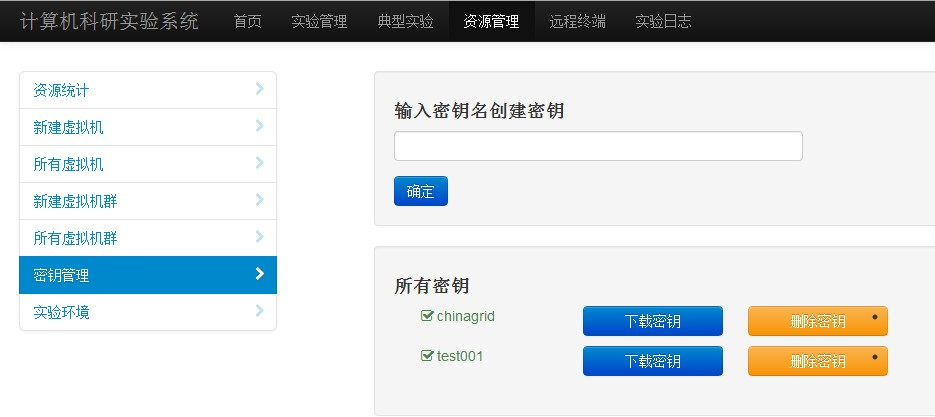 计算机科研实验系统 首页 实验管理 典型实验 资源管理 远程终端 实验日志
资源统计
新建虚拟机
所有虚拟机
新建虚拟机群
所有虚拟机群
密钥管理
实验环境
输入密钥名创建密钥
确定
所有密钥
chinagrid 下载密钥 删除密钥
test001 下载密钥 删除密钥